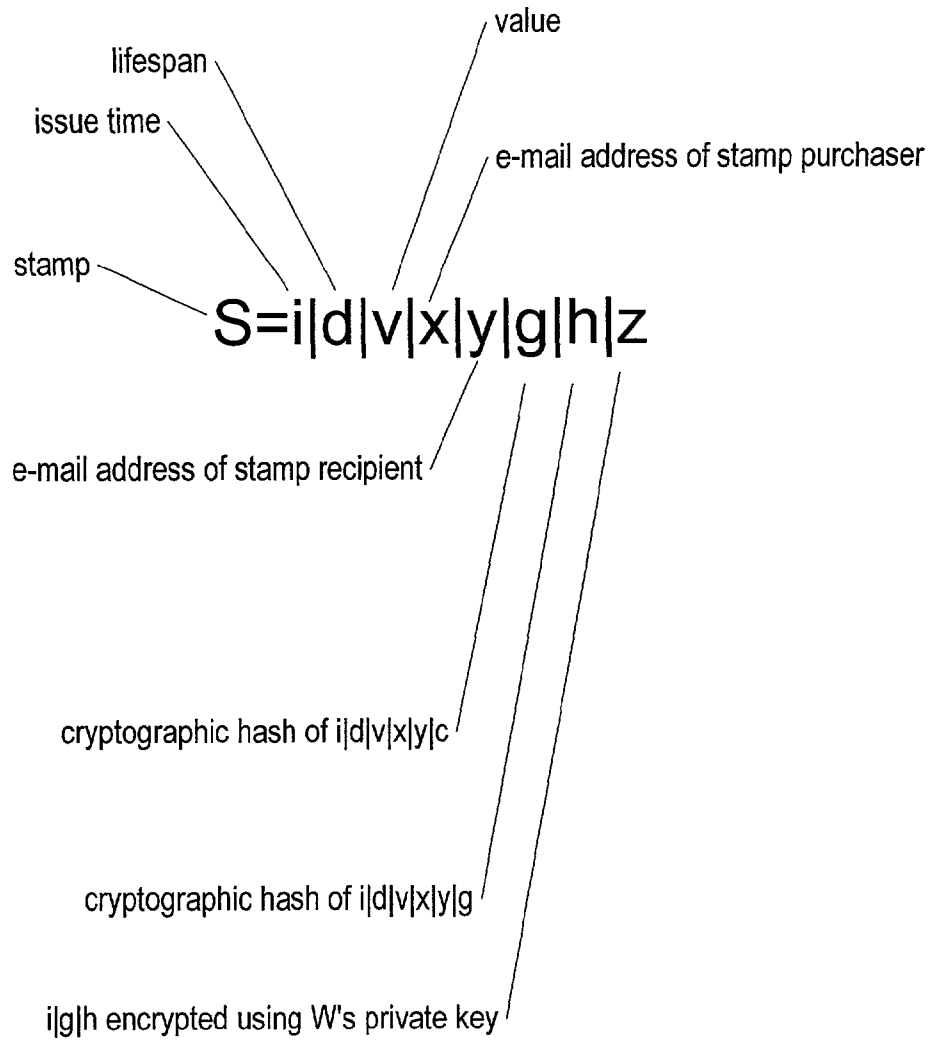 value
lifespan
issue time
e-mail address of stamp purchaser
stamp
S=i|d|v|x|y|g|h|z
e-mail address of stamp recipient
cryptographic hash of i|d|v|x|y|c
cryptographic hash of i|d|v|x|y|g
i|g|h encrypted using W's private key